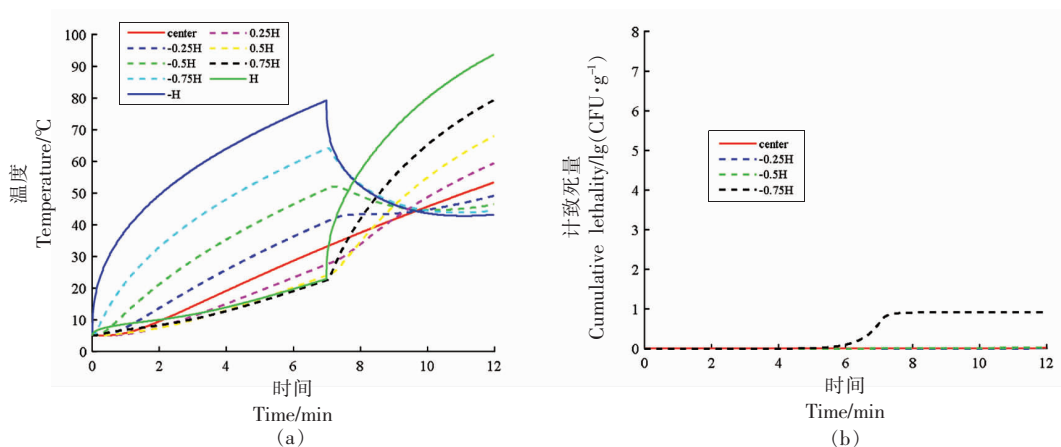 100
90
80
70
60
50
40
30
20
10
0
温度
Temperature/℃
center
0.25H
-0.25H
0.5H
-0.5H
0.75H
-0.75H
H
-H
0 2 4 6 8 10 12
时间
Time/min
(a)
8
7
6
5
4
3
2
1
0
计致死量
Cumulative lethality/lg(CFU·g⁻¹)
center
-0.25H
-0.5H
-0.75H
0 2 4 6 8 10 12
时间
Time/min
(b)